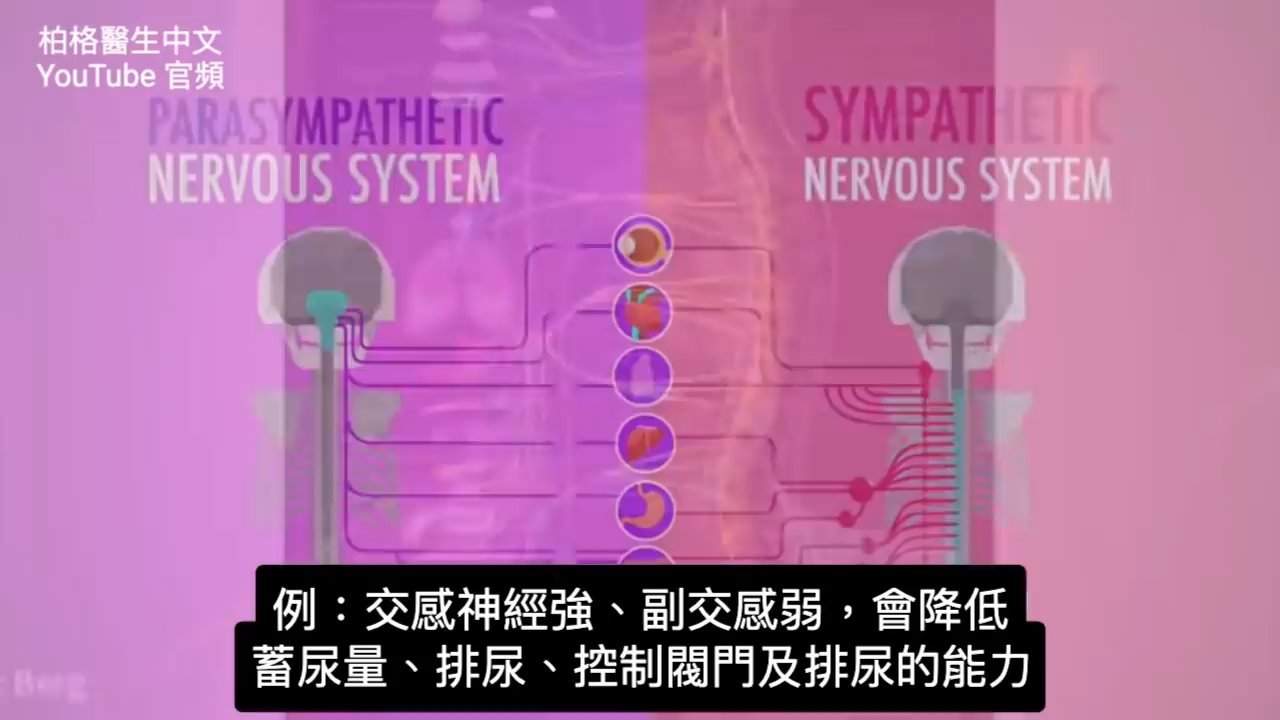 柏格醫生中文
YouTube 官頻
PARASYMPATHETIC
NERVOUS SYSTEM
SYMPATHETIC
NERVOUS SYSTEM
例：交感神經強、副交感弱，會降低
蓄尿量、排尿、控制閥門及排尿的能力
Berg